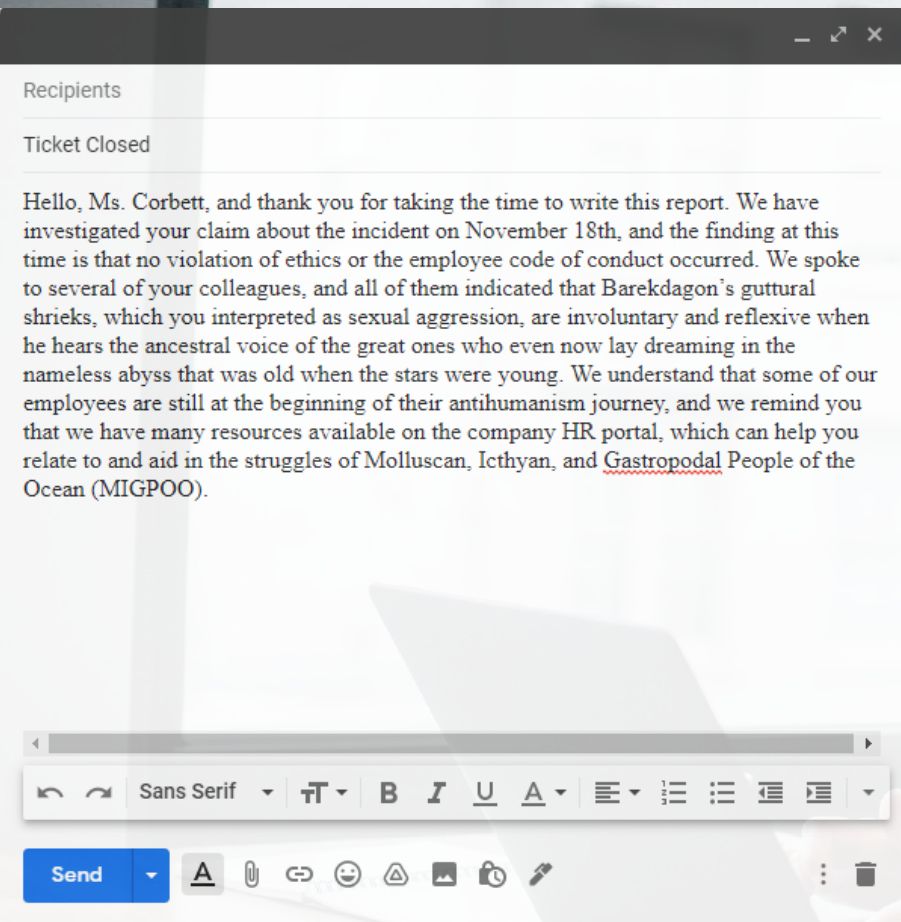 Recipients
Ticket Closed
Hello, Ms. Corbett, and thank you for taking the time to write this report. We have
investigated your claim about the incident on November 18th, and the finding at this
time is that no violation of ethics or the employee code of conduct occurred. We spoke
to several of your colleagues, and all of them indicated that Barekdagon’s guttural
shrieks, which you interpreted as sexual aggression, are involuntary and reflexive when
he hears the ancestral voice of the great ones who even now lay dreaming in the
nameless abyss that was old when the stars were young. We understand that some of our
employees are still at the beginning of their antihumanism journey, and we remind you
that we have many resources available on the company HR portal, which can help you
relate to and aid in the struggles of Molluscan, Icthyan, and Gastropodal People of the
Ocean (MIGPOO).
Sans Serif
Send